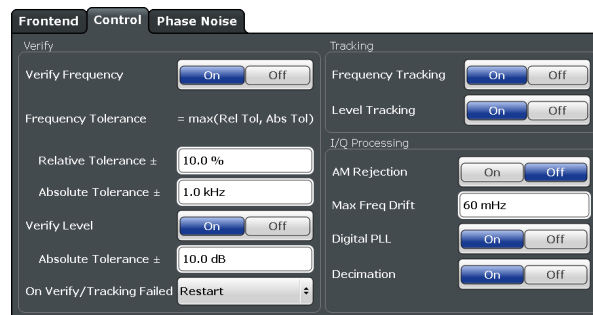 Frontend Control Phase Noise
Verify
Verify Frequency On Off
Frequency Tolerance = max(Rel Tol, Abs Tol)
Relative Tolerance ± 10.0 %
Absolute Tolerance ± 1.0 kHz
Verify Level On Off
Absolute Tolerance ± 10.0 dB
On Verify/Tracking Failed Restart
Tracking
Frequency Tracking On Off
Level Tracking On Off
I/Q Processing
AM Rejection On Off
Max Freq Drift 60 mHz
Digital PLL On Off
Decimation On Off